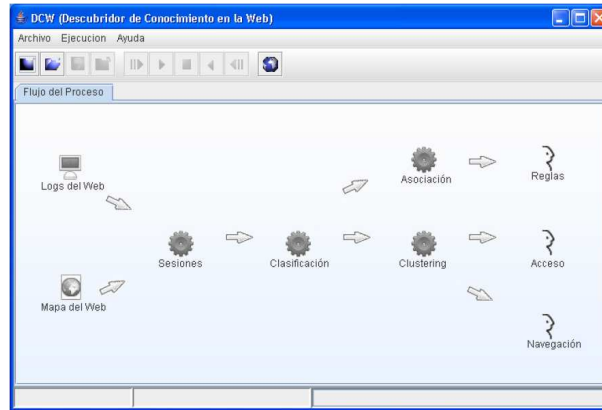 DCW (Descubridor de Conocimiento en la Web)
Archivo Ejecucion Ayuda
Flujo del Proceso
Logs del Web
Asociación
Reglas
Sesiones
Clasificación
Clustering
Acceso
Mapa del Web
Navegación